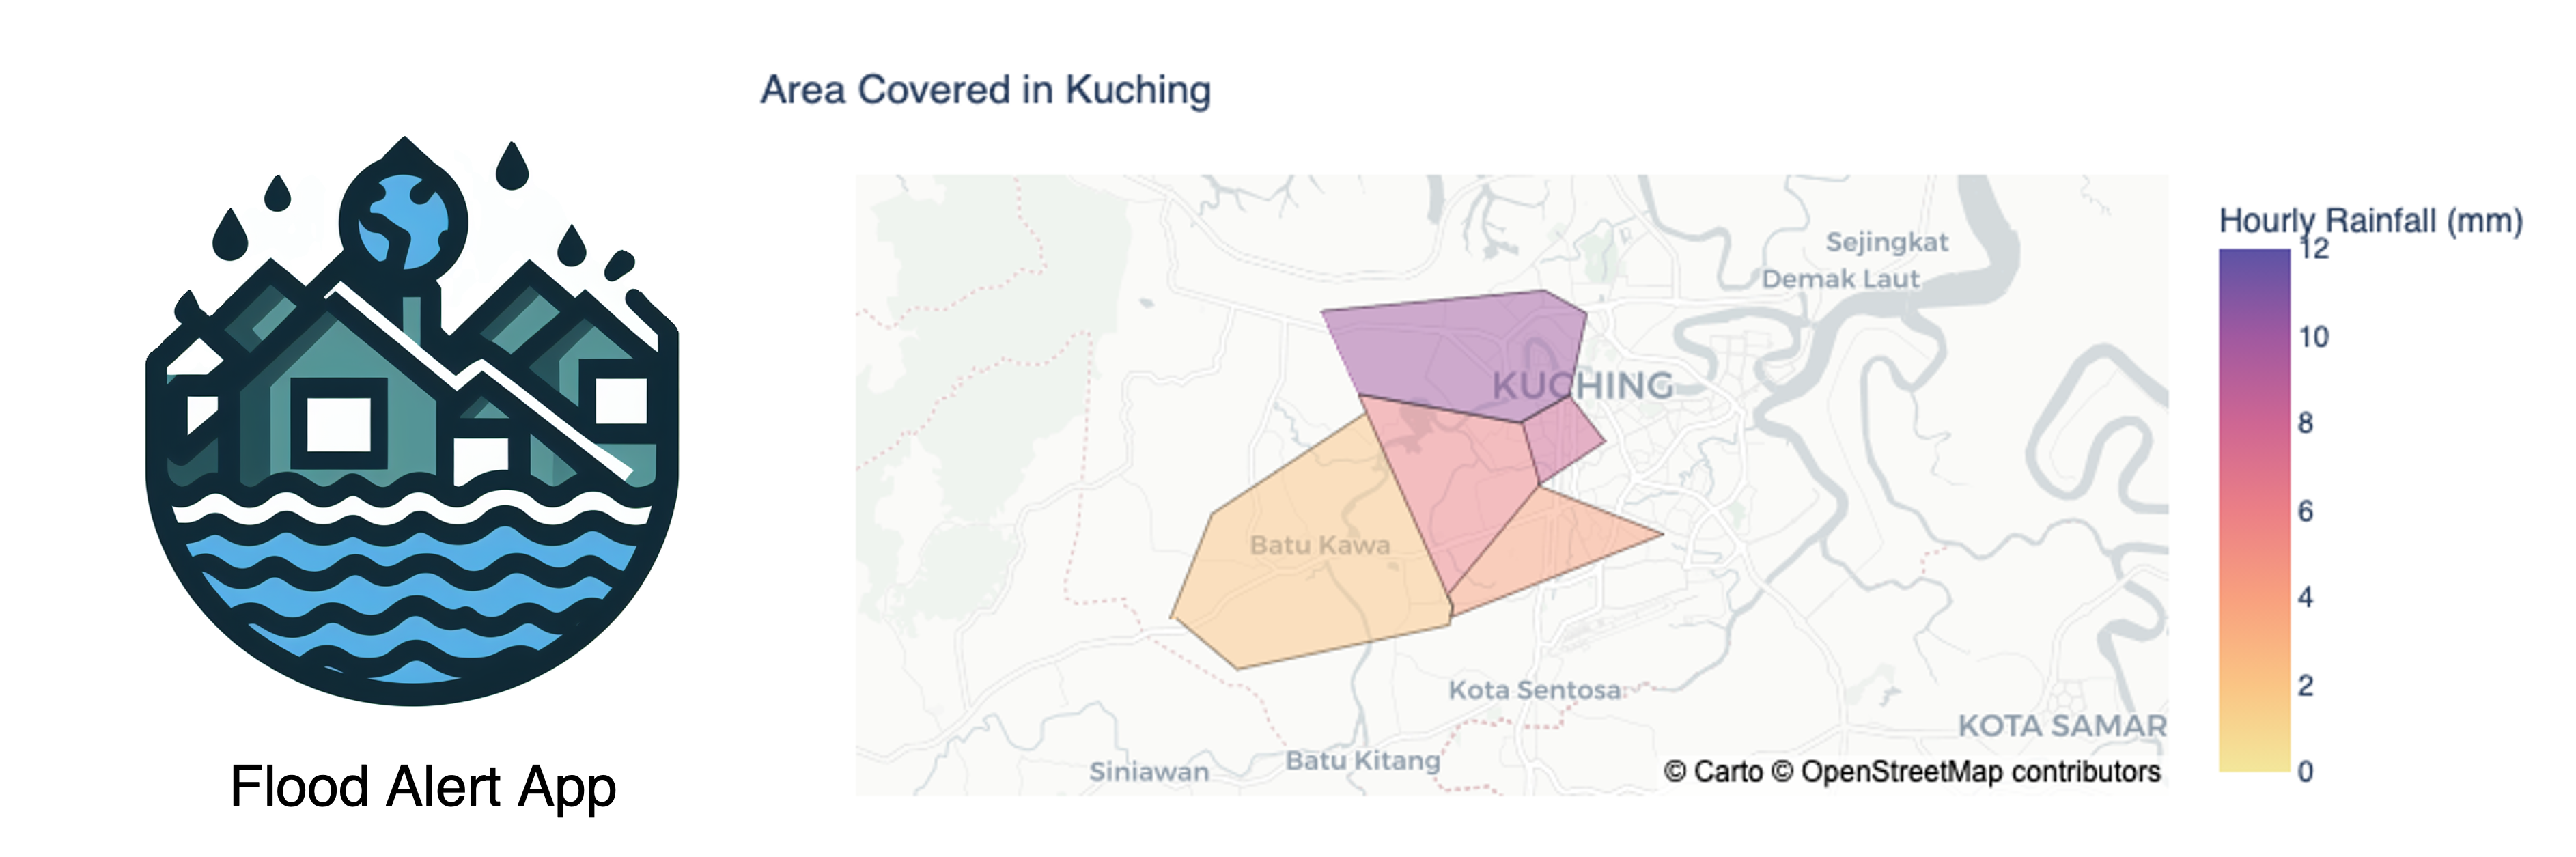 Area Covered in Kuching
Hourly Rainfall (mm)
12
10
8
6
4
2
0
Sejingkat
Demak Laut
KUCHING
Batu Kawa
Kota Sentosa
KOTA SAMAR
Batu Kitang
Siniawan
© Carto © OpenStreetMap contributors
Flood Alert App